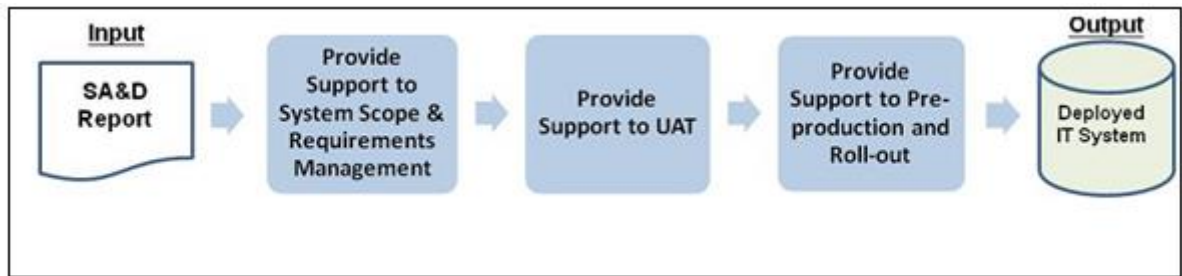 Input
SA&D
Report
Provide
Support to
System Scope &
Requirements
Management
Provide
Support to UAT
Provide
Support to Pre-
production and
Roll-out
Output
Deployed
IT System